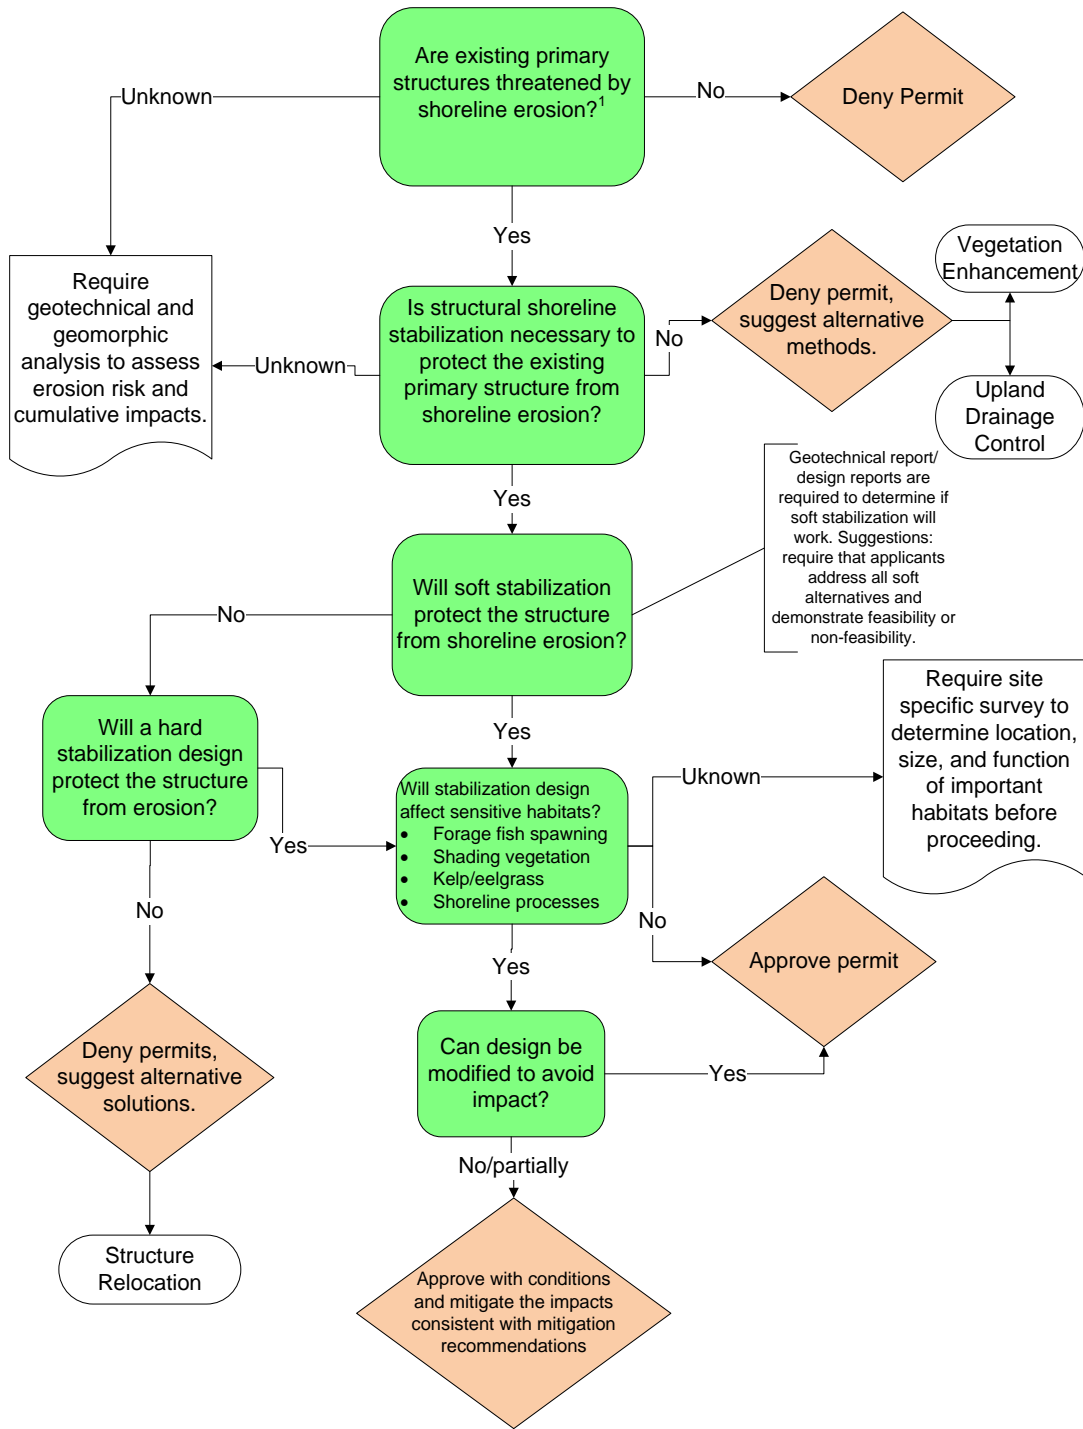 Are existing primary
structures threatened by
shoreline erosion?1
Unknown
No
Deny Permit
Yes
Require
geotechnical and
geomorphic
analysis to assess
erosion risk and
cumulative impacts.
Unknown
Is structural shoreline
stabilization necessary to
protect the existing
primary structure from
shoreline erosion?
No
Deny permit,
suggest alternative
methods.
Vegetation
Enhancement
Upland
Drainage
Control
Yes
Geotechnical report/
design reports are
required to determine if
soft stabilization will
work. Suggestions:
require that applicants
address all soft
alternatives and
demonstrate feasibility or
non-feasibility.
Will soft stabilization
protect the structure
from shoreline erosion?
No
Yes
Will a hard
stabilization design
protect the structure
from erosion?
Yes
Will stabilization design
affect sensitive habitats?
• Forage fish spawning
• Shading vegetation
• Kelp/eelgrass
• Shoreline processes
Uknown
Require site
specific survey to
determine location,
size, and function
of important
habitats before
proceeding.
No
No
Approve permit
Yes
Deny permits,
suggest alternative
solutions.
Can design be
modified to avoid
impact?
Yes
No/partially
Structure
Relocation
Approve with conditions
and mitigate the impacts
consistent with mitigation
recommendations